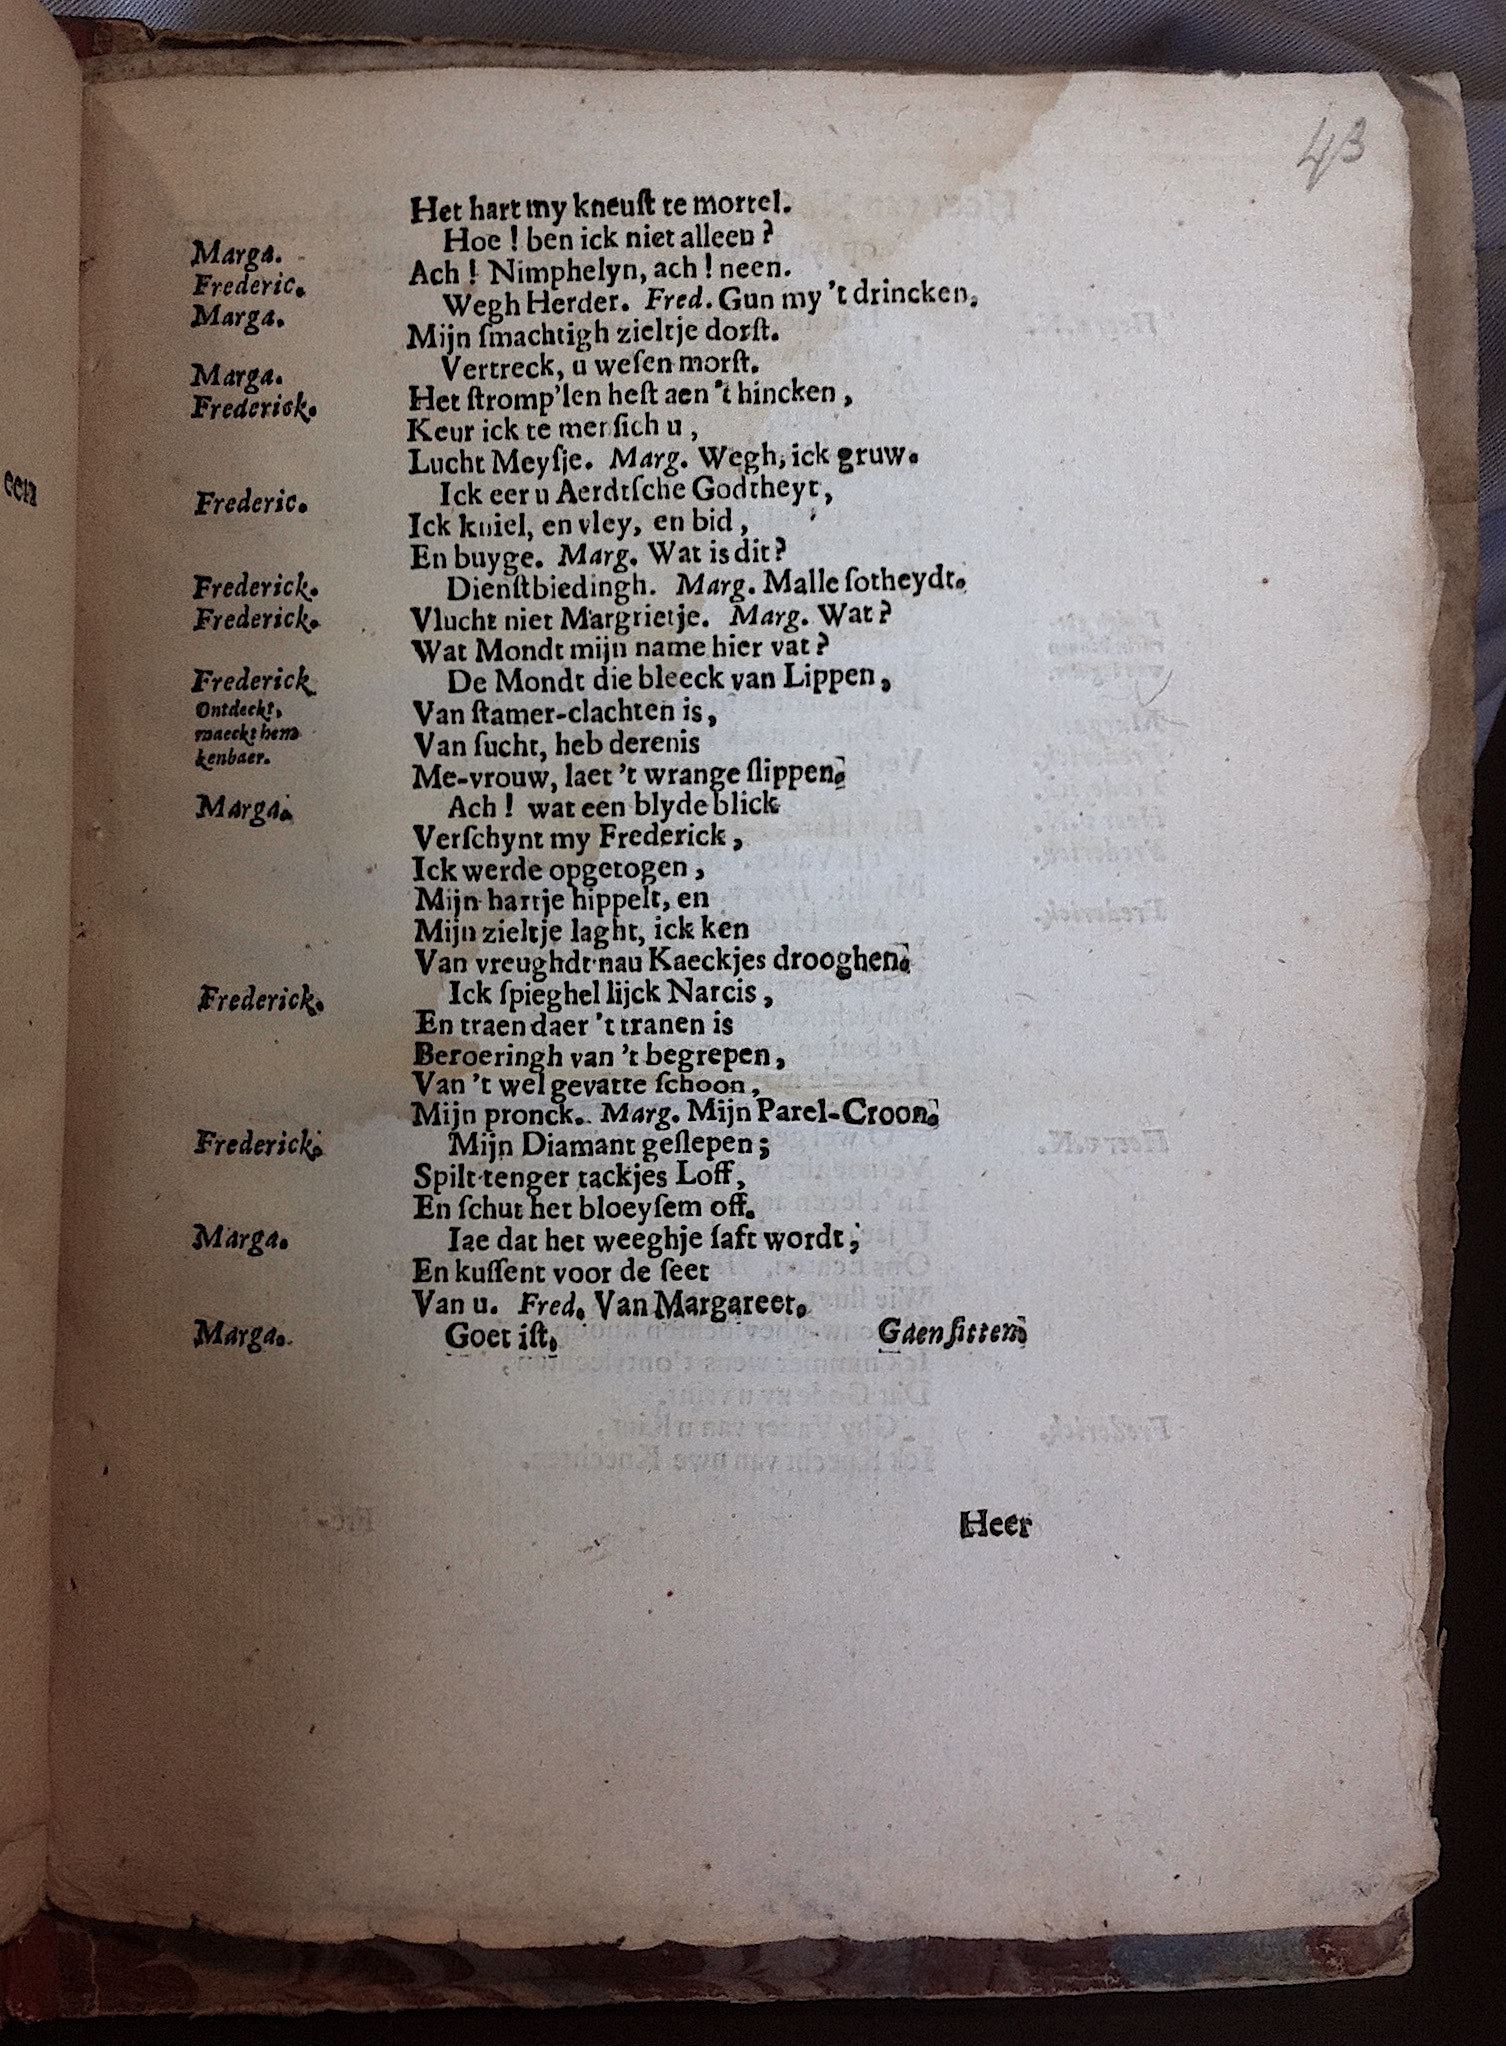 43
Het hart my kneuſt te mortel.
Marga. Hoe ! ben ick niet alleen ?
Frederic. Ach ! Nimphelyn, ach ! neen.
Marga. Wegh Herder. Fred. Gun my 't drincken.
Mijn ſmachtigh zieltje dorſt.
Marga. Vertreck, u weſen morſt.
Frederick. Het ſtromp'len heſt aen 't hincken,
Keur ick te mer ſich u,
Lucht Meyſje. Marg. Wegh, ick gruw.
Frederic. Ick eer u Aerdtſche Godtheyt,
Ick kniel, en vley, en bid,
En buyge. Marg. Wat is dit?
Frederick. Dienſtbiedingh. Marg. Malle ſotheydt.
Frederick. Vlucht niet Margrietje. Marg. Wat?
Wat Mondt mijn name hier vat?
Frederick De Mondt die bleeck van Lippen,
Ontdeckt, Van ſtamer-clachten is,
maeckt hem Van ſucht, heb derenis
kenbaer. Me-vrouw, laet 't wrange ſlippen.
Marga. Ach ! wat een blyde blick
Verſchynt my Frederick,
Ick werde opgetogen,
Mijn hartje hippelt, en
Mijn zieltje laght, ick ken
Van vreughdt nau Kaeckjes drooghen.
Frederick. Ick ſpieghel lijck Narcis,
En traen daer 't tranen is
Beroeringh van 't begrepen,
Van 't wel gevatte ſchoon,
Mijn pronck. Marg. Mijn Parel-Croon.
Frederick. Mijn Diamant geſlepen;
Spilt tenger tackjes Loff,
En ſchut het bloeyſem off.
Marga. Iae dat het weeghje ſaft wordt,
En kuſſent voor de ſeet
Van u. Fred. Van Margareet.
Marga. Goet iſt. Gaen ſitten.
Heer
een